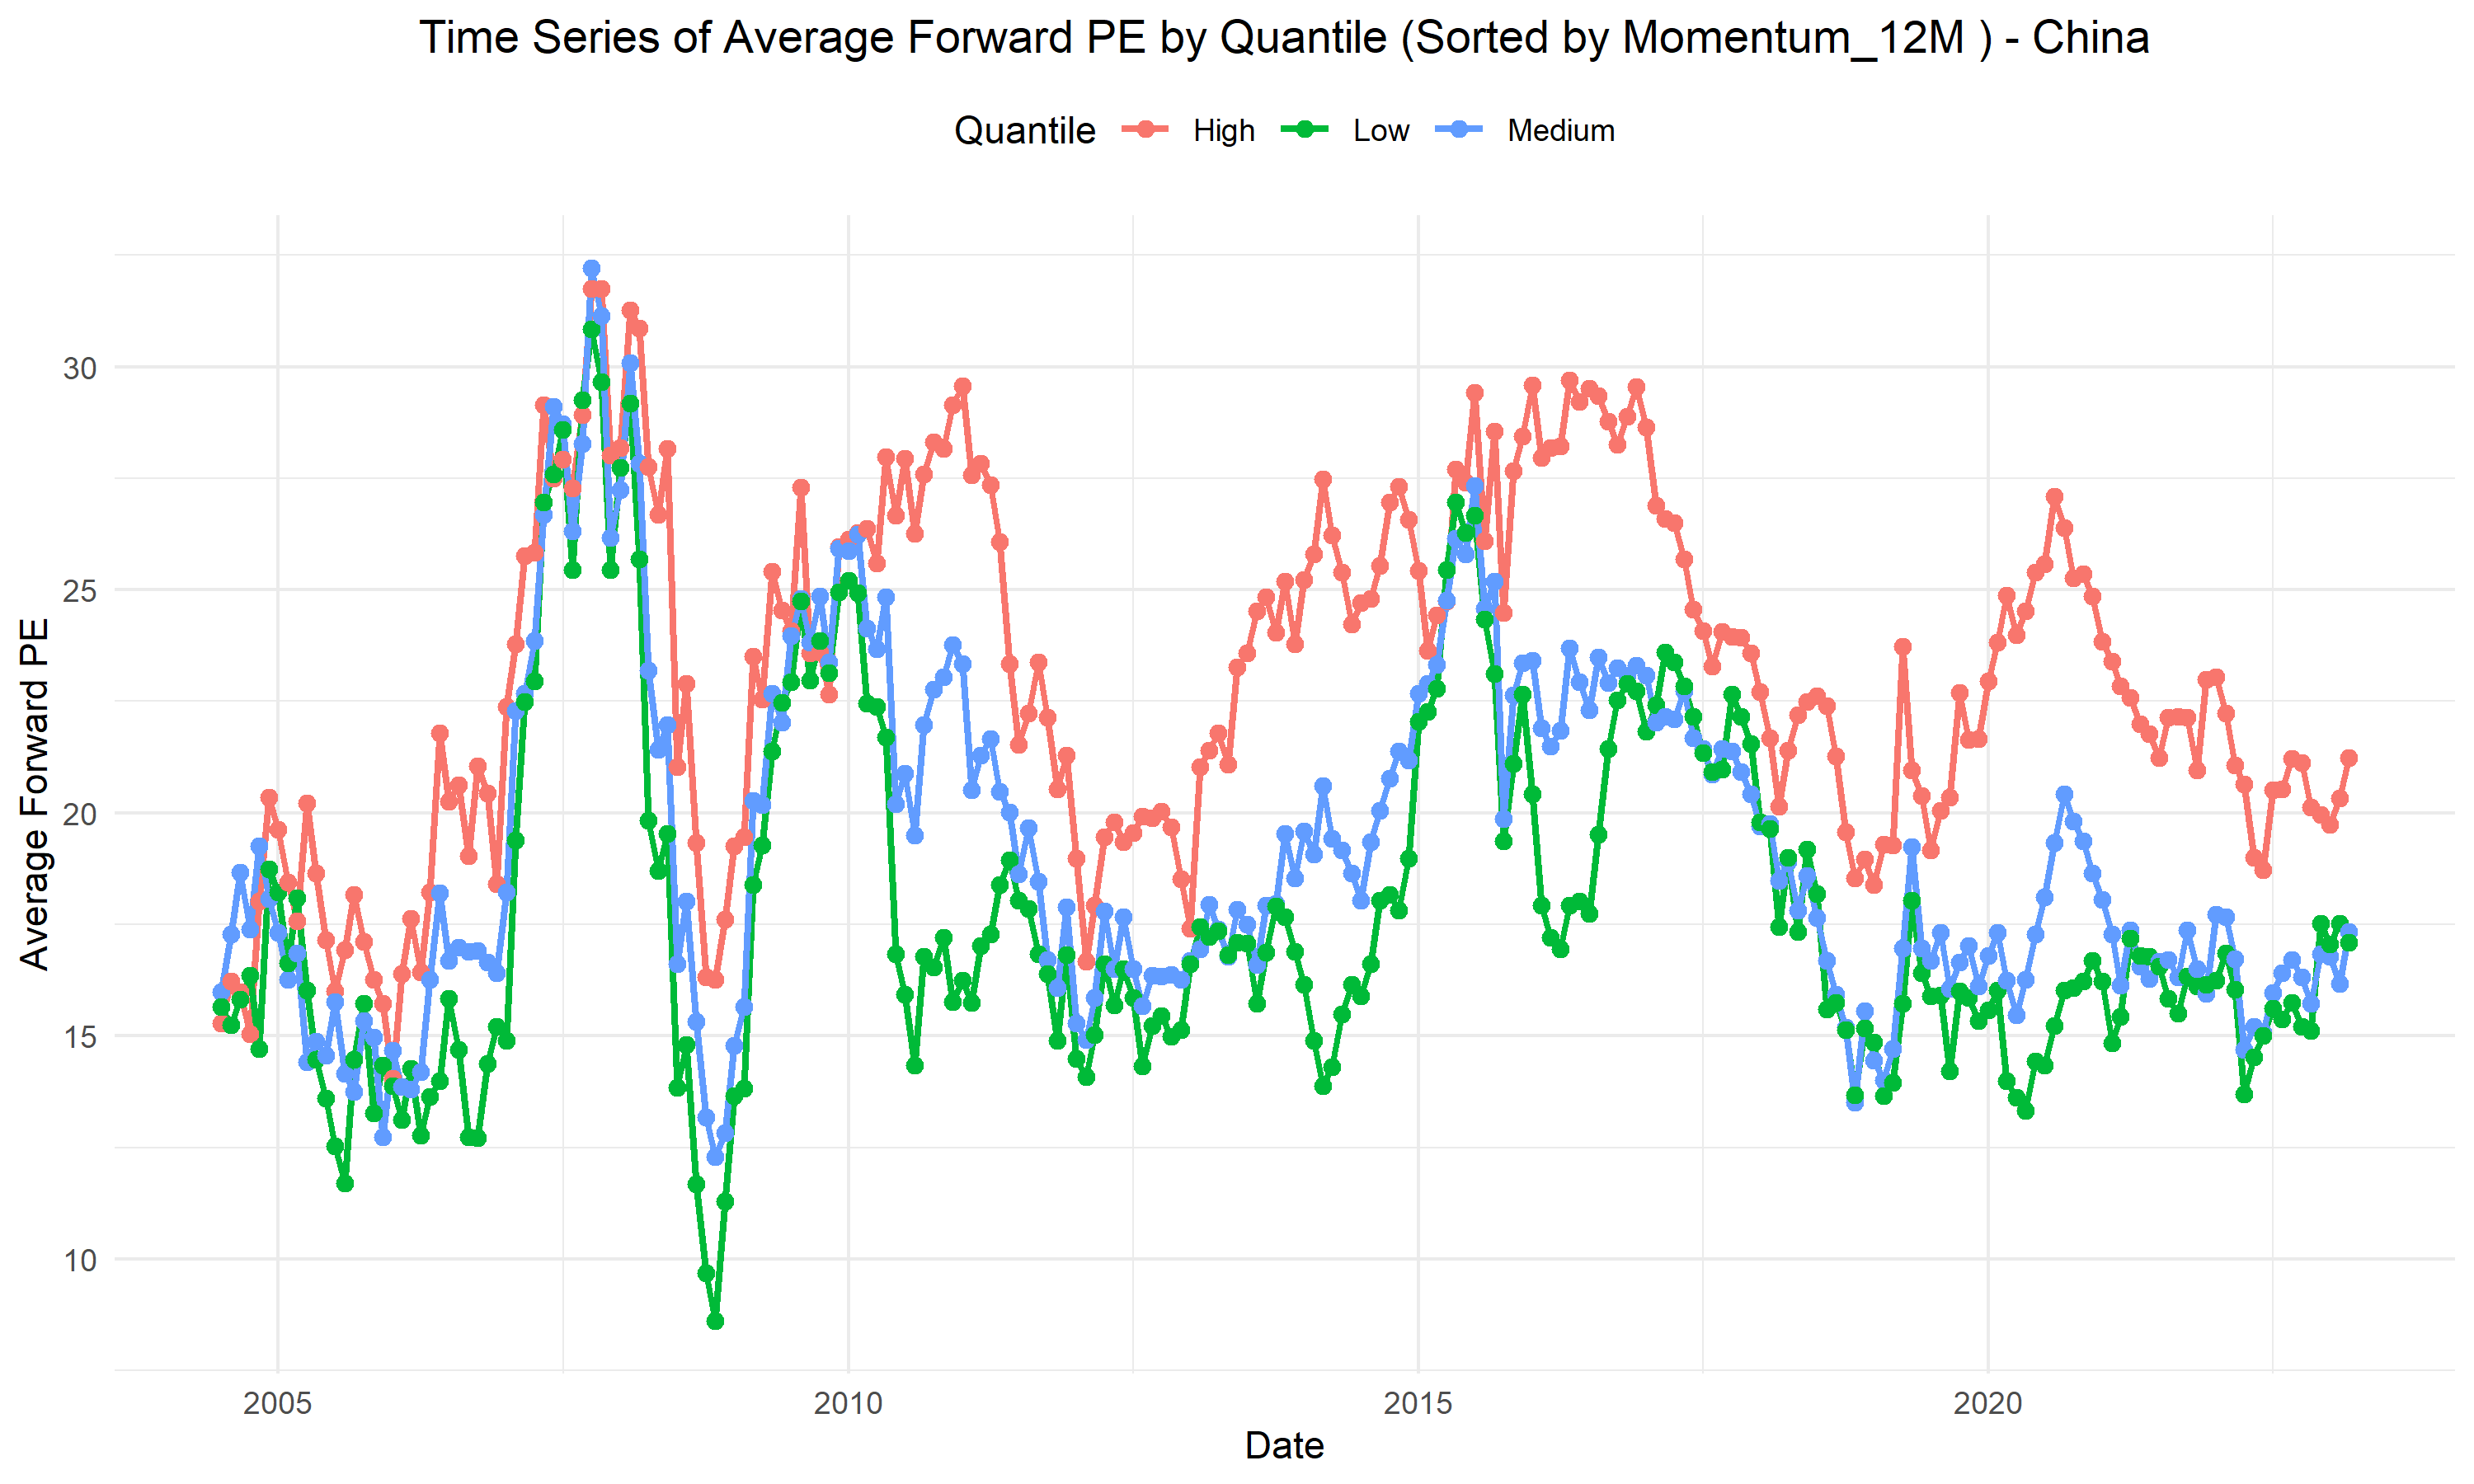 Time Series of Average Forward PE by Quantile (Sorted by Momentum_12M ) - China
Quantile High Low Medium
Average Forward PE
30
25
20
15
10
2005 2010 2015 2020
Date